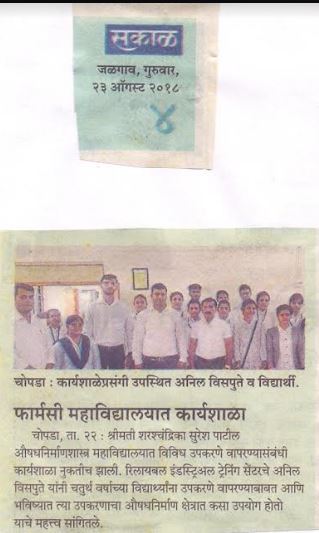 सकाळ
जळगाव, गुरुवार,
२३ ऑगस्ट २०१८
४
चोपडा : कार्यशाळेप्रसंगी उपस्थित अनिल विसपुते व विद्यार्थी.
फार्मसी महाविद्यालयात कार्यशाळा
चोपडा, ता. २२ : श्रीमती शरश्चंद्रिका सुरेश पाटील
औषधनिर्माणशास्त्र महाविद्यालयात विविध उपकरणे वापरण्यासंबंधी
कार्यशाळा नुकतीच झाली. रिलायबल इंडस्ट्रिअल ट्रेनिंग सेंटरचे अनिल
विसपुते यांनी चतुर्थ वर्षाच्या विद्यार्थ्यांना उपकरणे वापरण्याबाबत आणि
भविष्यात त्या उपकरणाचा औषधनिर्माण क्षेत्रात कसा उपयोग होतो
याचे महत्त्व सांगितले.